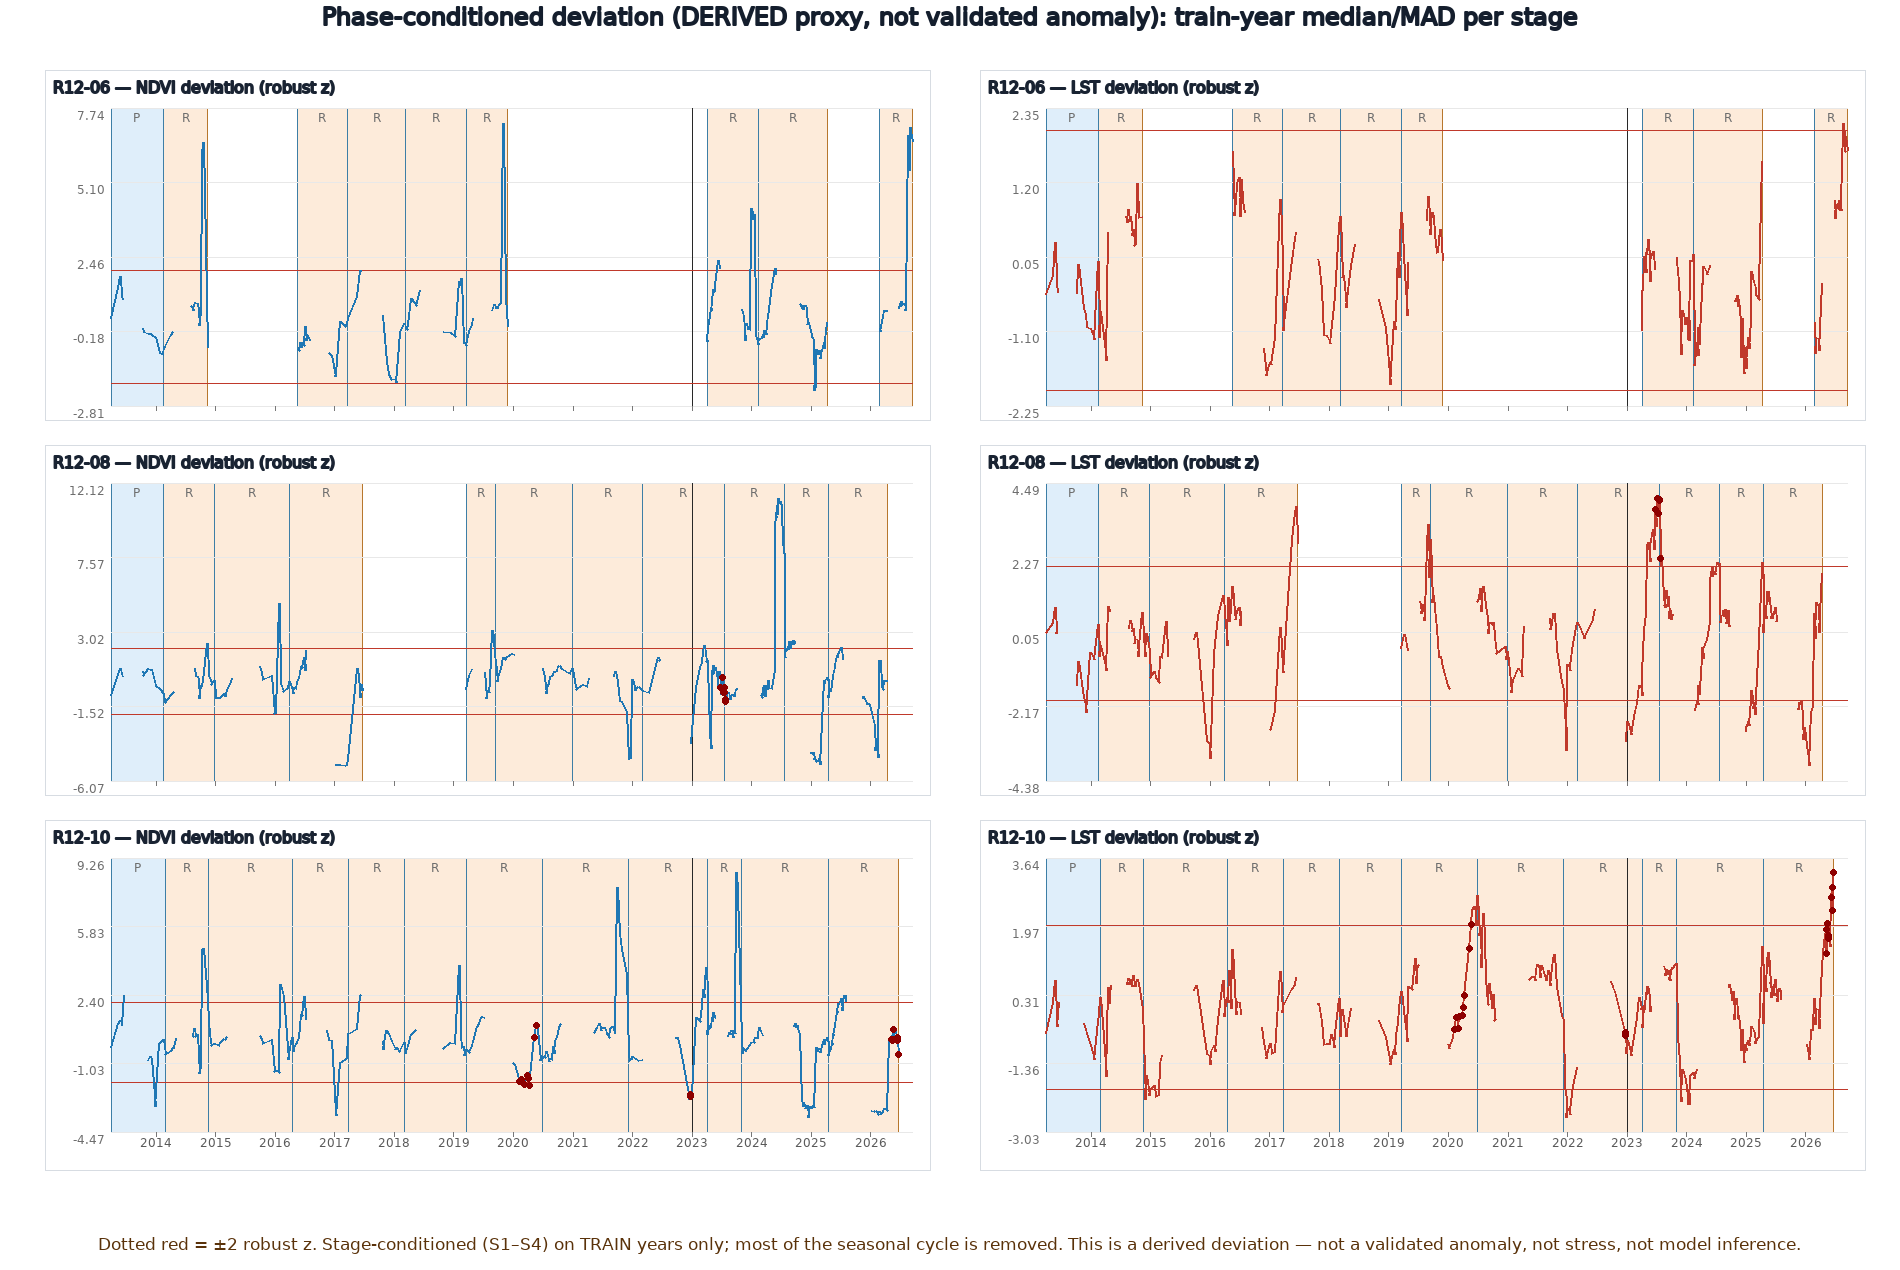 Phase-conditioned deviation (DERIVED proxy, not validated anomaly): train-year median/MAD per stage
R12-06 — NDVI deviation (robust z)
7.74
5.10
2.46
-0.18
-2.81
P R R R R R R R R
R12-06 — LST deviation (robust z)
2.35
1.20
0.05
-1.10
-2.25
P R R R R R R R R
R12-08 — NDVI deviation (robust z)
12.12
7.57
3.02
-1.52
-6.07
P R R R R R R R R R R
R12-08 — LST deviation (robust z)
4.49
2.27
0.05
-2.17
-4.38
P R R R R R R R R R R
R12-10 — NDVI deviation (robust z)
9.26
5.83
2.40
-1.03
-4.47
P R R R R R R R R R R R
2014 2015 2016 2017 2018 2019 2020 2021 2022 2023 2024 2025 2026
R12-10 — LST deviation (robust z)
3.64
1.97
0.31
-1.36
-3.03
P R R R R R R R R R R R
2014 2015 2016 2017 2018 2019 2020 2021 2022 2023 2024 2025 2026
Dotted red = ±2 robust z. Stage-conditioned (S1–S4) on TRAIN years only; most of the seasonal cycle is removed. This is a derived deviation — not a validated anomaly, not stress, not model inference.